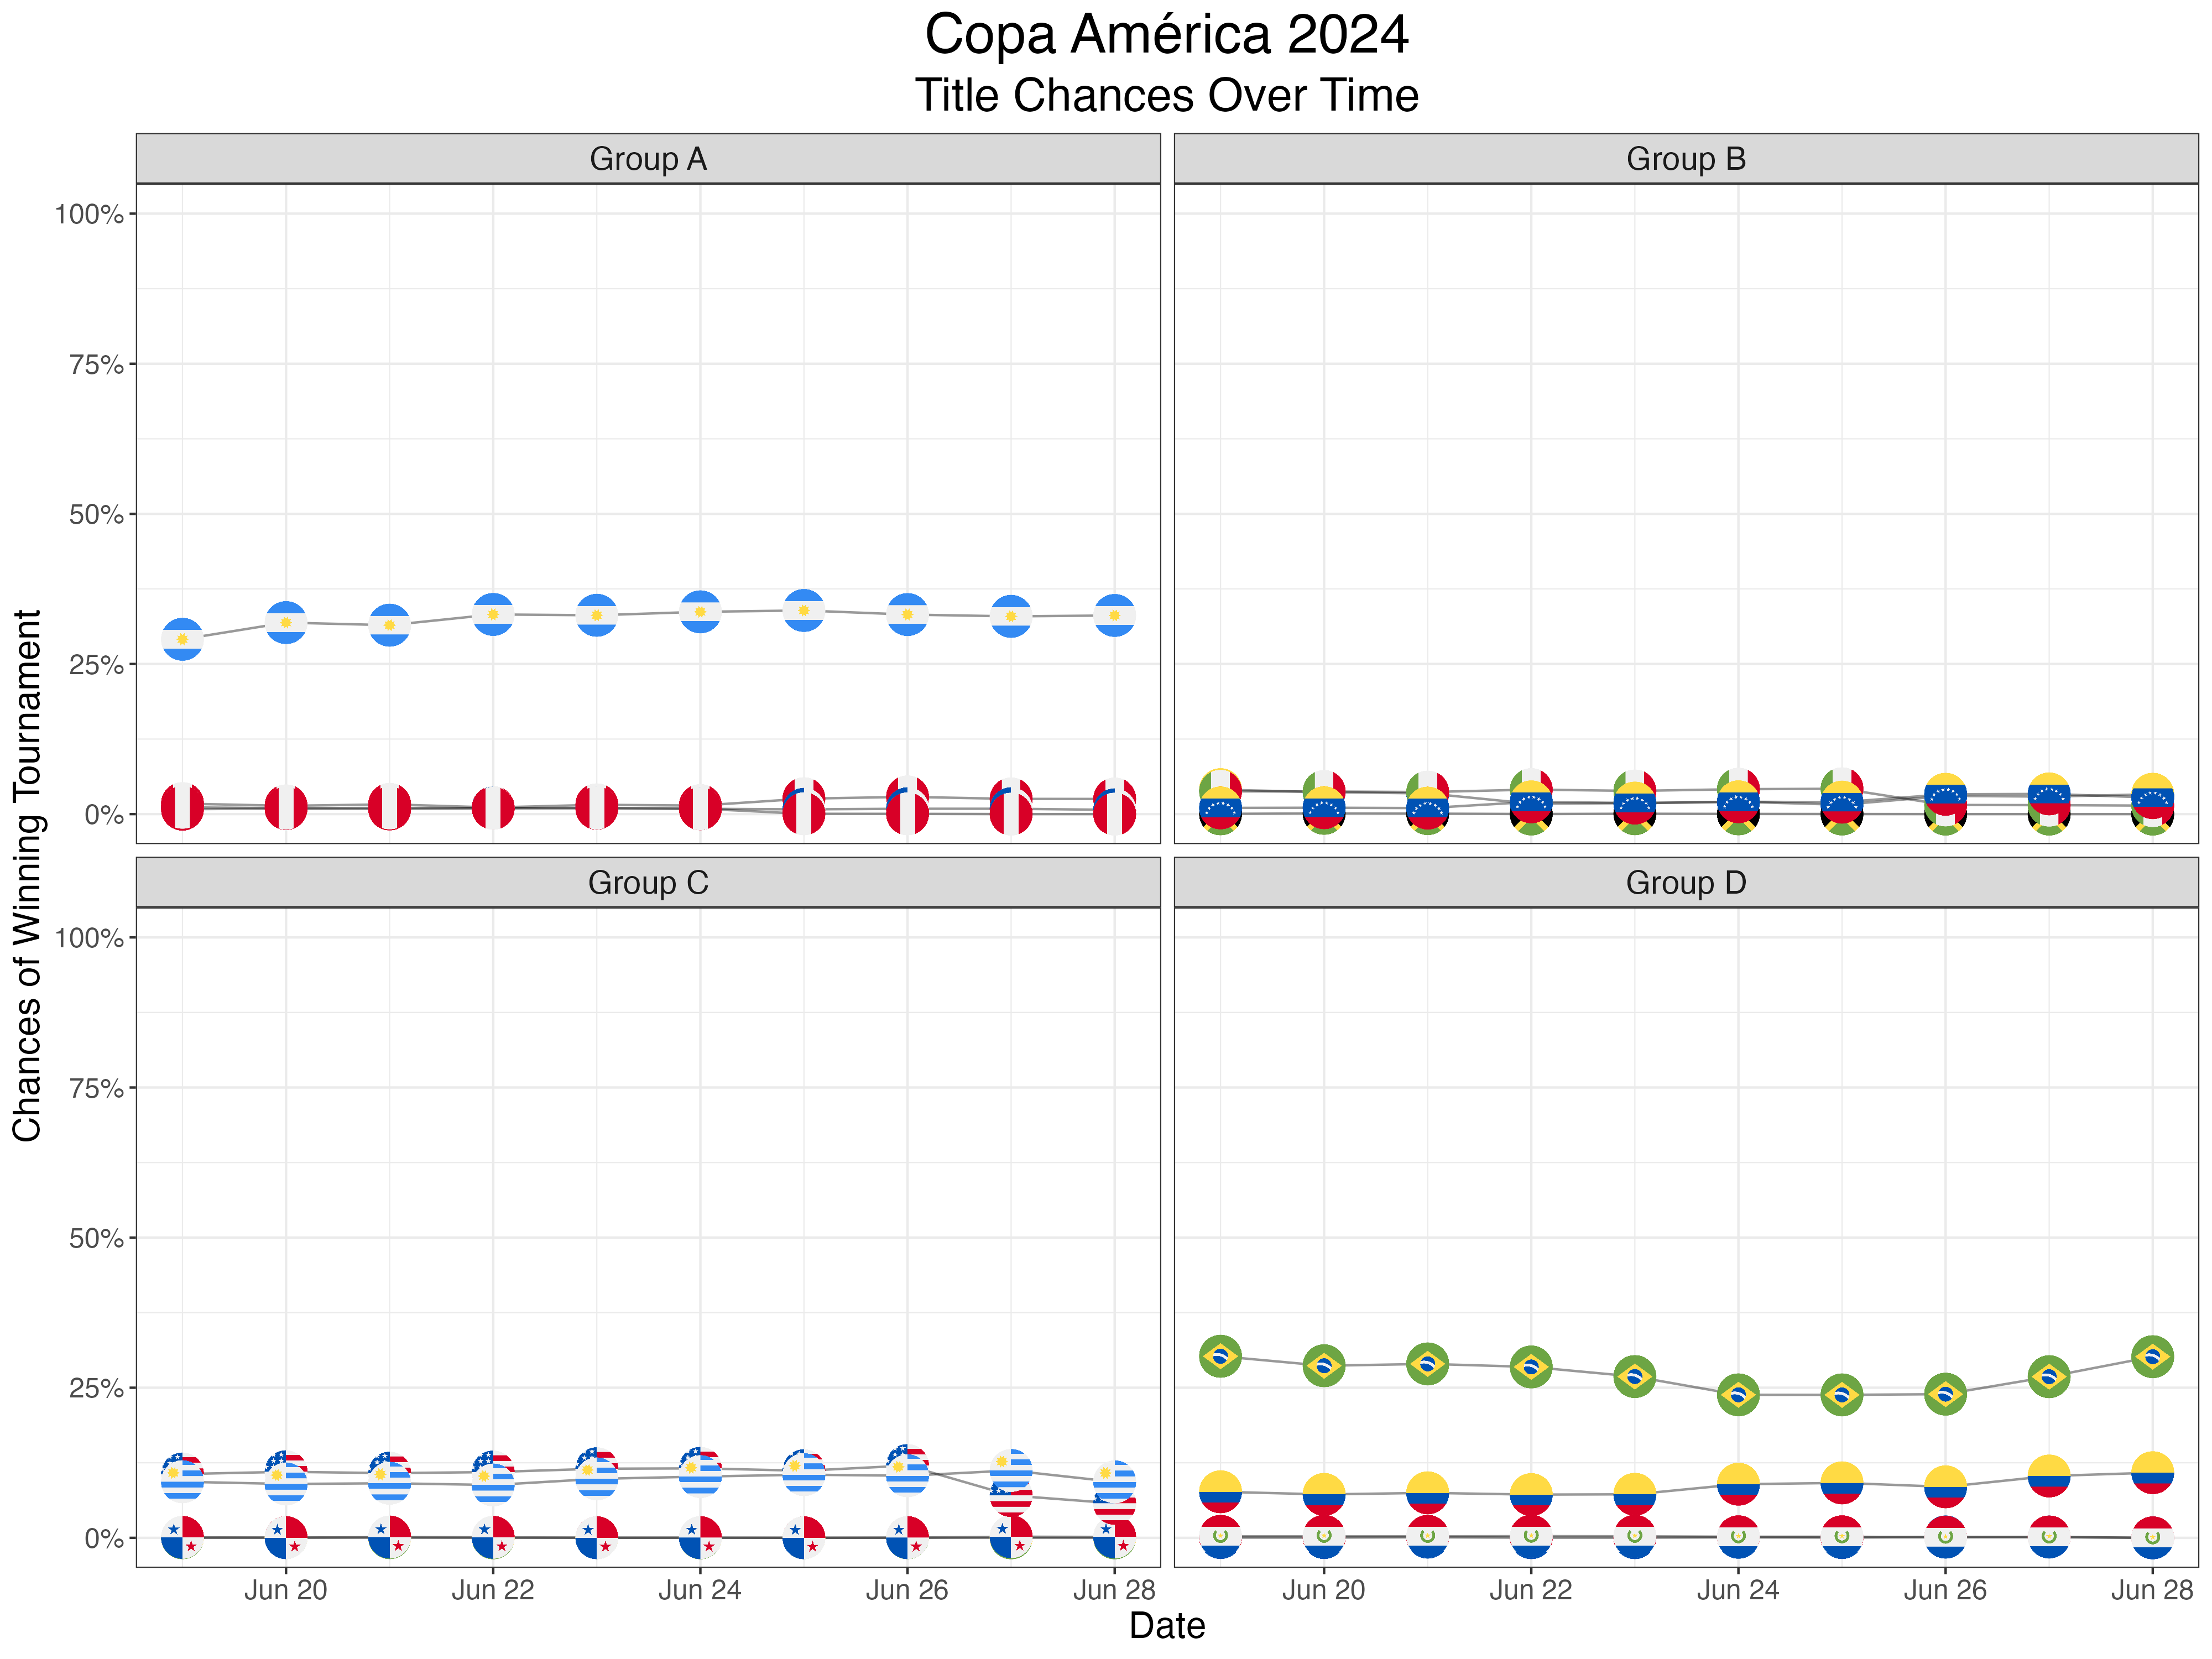 Copa América 2024
Title Chances Over Time
Group A
Group B
100%
75%
50%
25%
0%
Group C
Group D
100%
75%
50%
25%
0%
Jun 20
Jun 22
Jun 24
Jun 26
Jun 28
Jun 20
Jun 22
Jun 24
Jun 26
Jun 28
Date
Chances of Winning Tournament